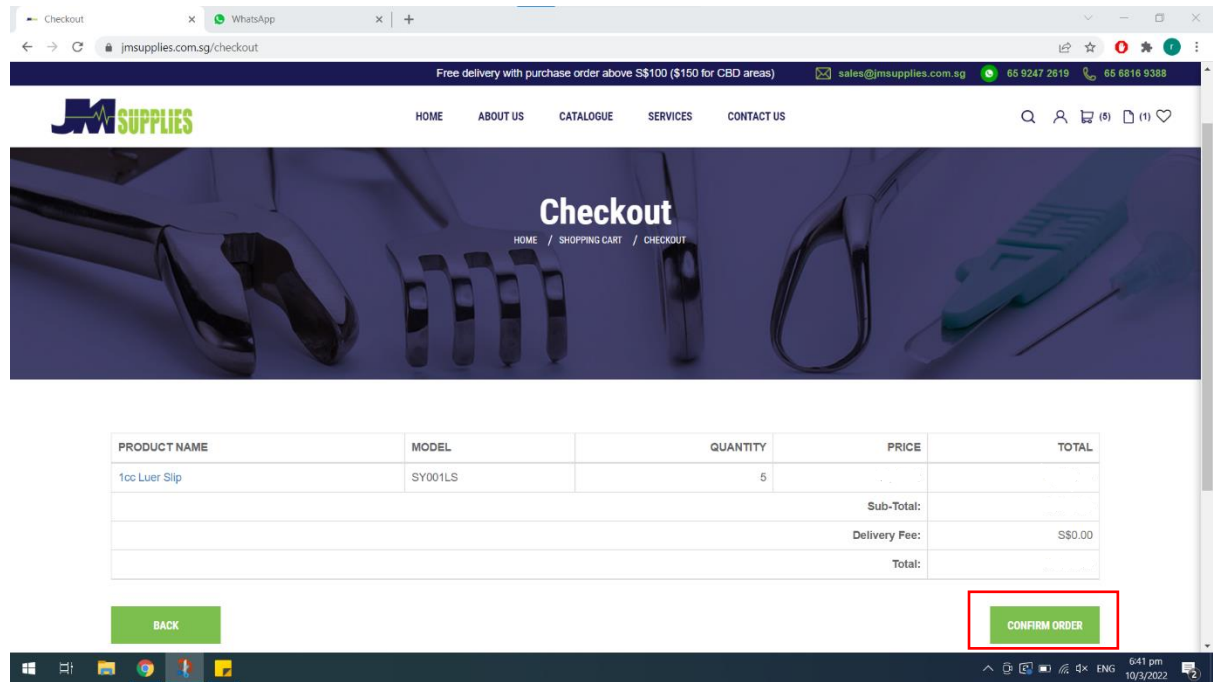 Checkout
WhatsApp
jmsupplies.com.sg/checkout
Free delivery with purchase order above S$100 ($150 for CBD areas) sales@jmsupplies.com.sg 65 9247 2619 65 6816 9388
JM SUPPLIES HOME ABOUT US CATALOGUE SERVICES CONTACT US (5) (1)
Checkout
HOME / SHOPPING CART / CHECKOUT
PRODUCT NAME MODEL QUANTITY PRICE TOTAL
1cc Luer Slip SY001LS 5
Sub-Total:
Delivery Fee: S$0.00
Total:
BACK CONFIRM ORDER
ENG 6:41 pm
10/3/2022 2